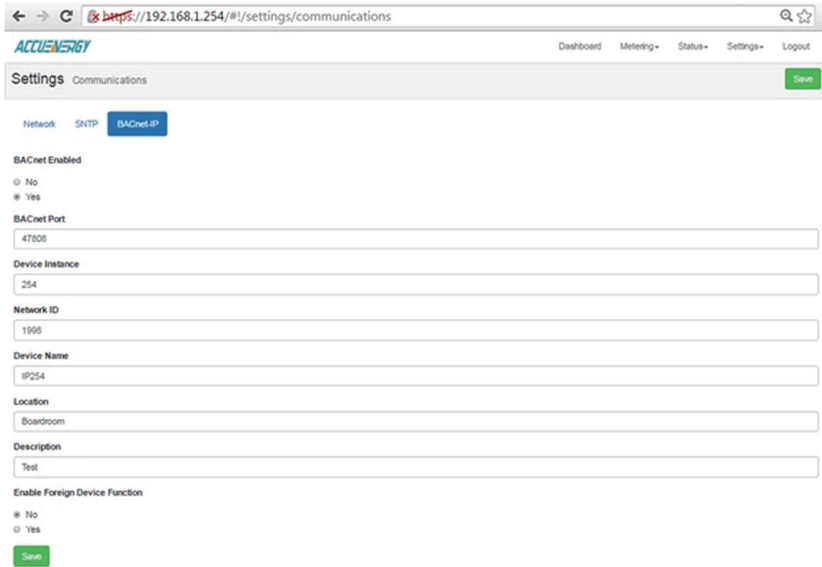 https://192.168.1.254/#!/settings/communications
ACCUENERGY
Dashboard Metering Status Settings Logout
Settings Communications
Save
Network SNTP BACnet-IP
BACnet Enabled
No
Yes
BACnet Port
47808
Device Instance
254
Network ID
1998
Device Name
IP254
Location
Boardroom
Description
Test
Enable Foreign Device Function
No
Yes
Save